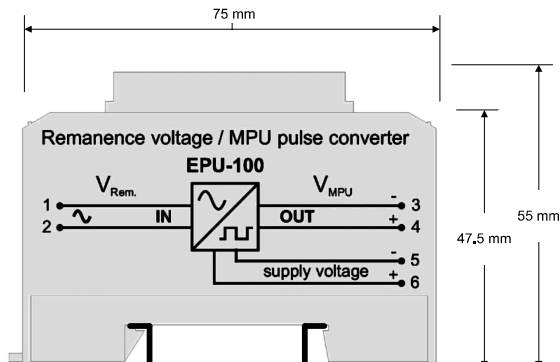 75 mm
Remanence voltage / MPU pulse converter
EPU-100
VRem. VMPU
1 - 3
2 IN OUT + 4
- 5
supply voltage + 6
47.5 mm
55 mm